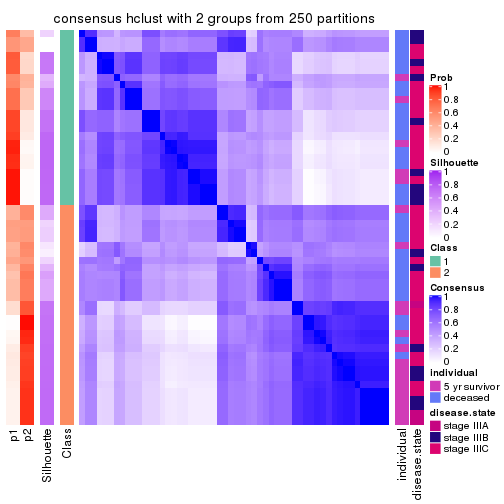 consensus hclust with 2 groups from 250 partitions
Prob
1
0.8
0.6
0.4
0.2
0
Silhouette
1
0.8
0.6
0.4
0.2
0
Class
1
2
Consensus
1
0.8
0.6
0.4
0.2
0
individual
5 yr survivor
deceased
disease.state
stage IIIA
stage IIIB
stage IIIC
p1
p2
Silhouette
Class
individual
disease.state